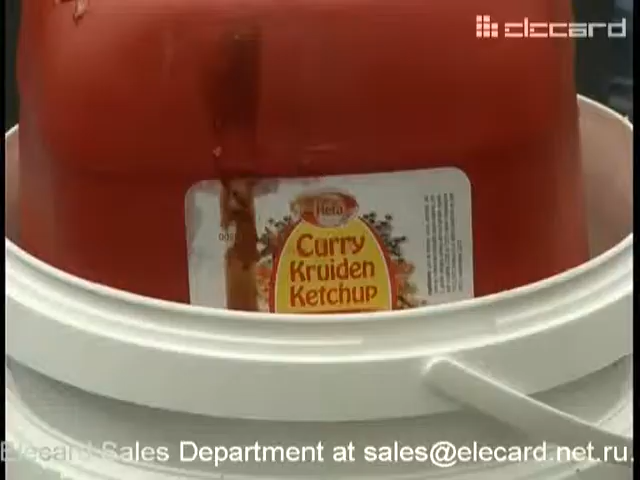 elecard
Hela
Curry
Kruiden
Ketchup
Elecard Sales Department at sales@elecard.net.ru.